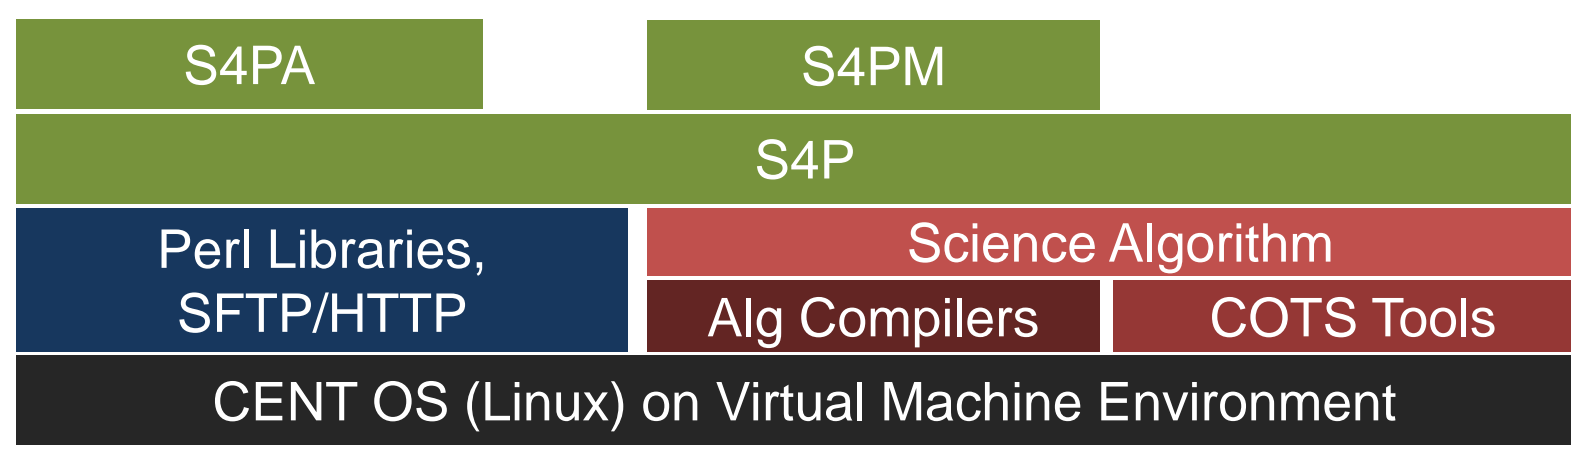 S4PA
S4PM
S4P
Perl Libraries,
SFTP/HTTP
Science Algorithm
Alg Compilers
COTS Tools
CENT OS (Linux) on Virtual Machine Environment